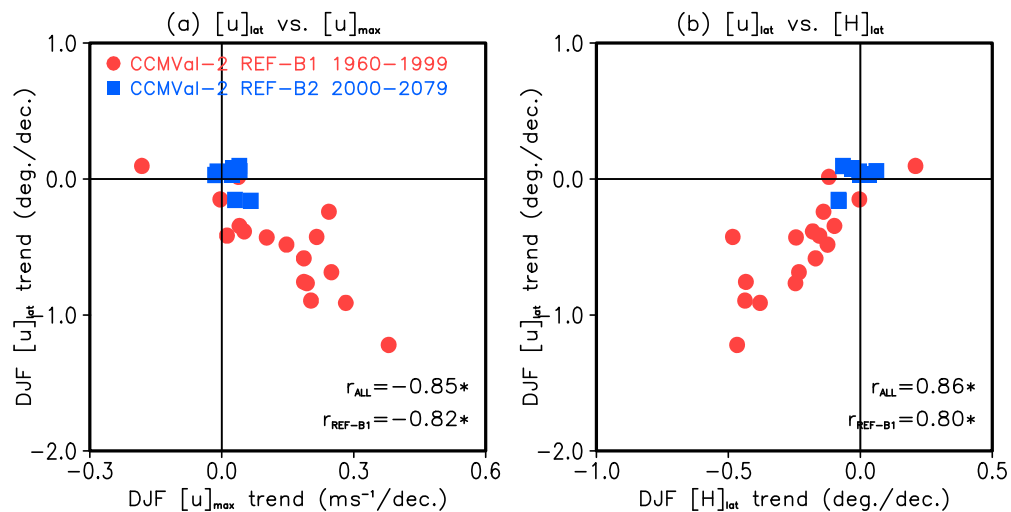 (a) [u]lat vs. [u]max
1.0
0.0
−1.0
−2.0
DJF [u]lat trend (deg./dec.)
CCMVal−2 REF−B1 1960−1999
CCMVal−2 REF−B2 2000−2079
rALL=−0.85*
rREF−B1=−0.82*
−0.3 0.0 0.3 0.6
DJF [u]max trend (ms⁻¹/dec.)
(b) [u]lat vs. [H]lat
1.0
0.0
−1.0
−2.0
DJF [u]lat trend (deg./dec.)
rALL=0.86*
rREF−B1=0.80*
−1.0 −0.5 0.0 0.5
DJF [H]lat trend (deg./dec.)